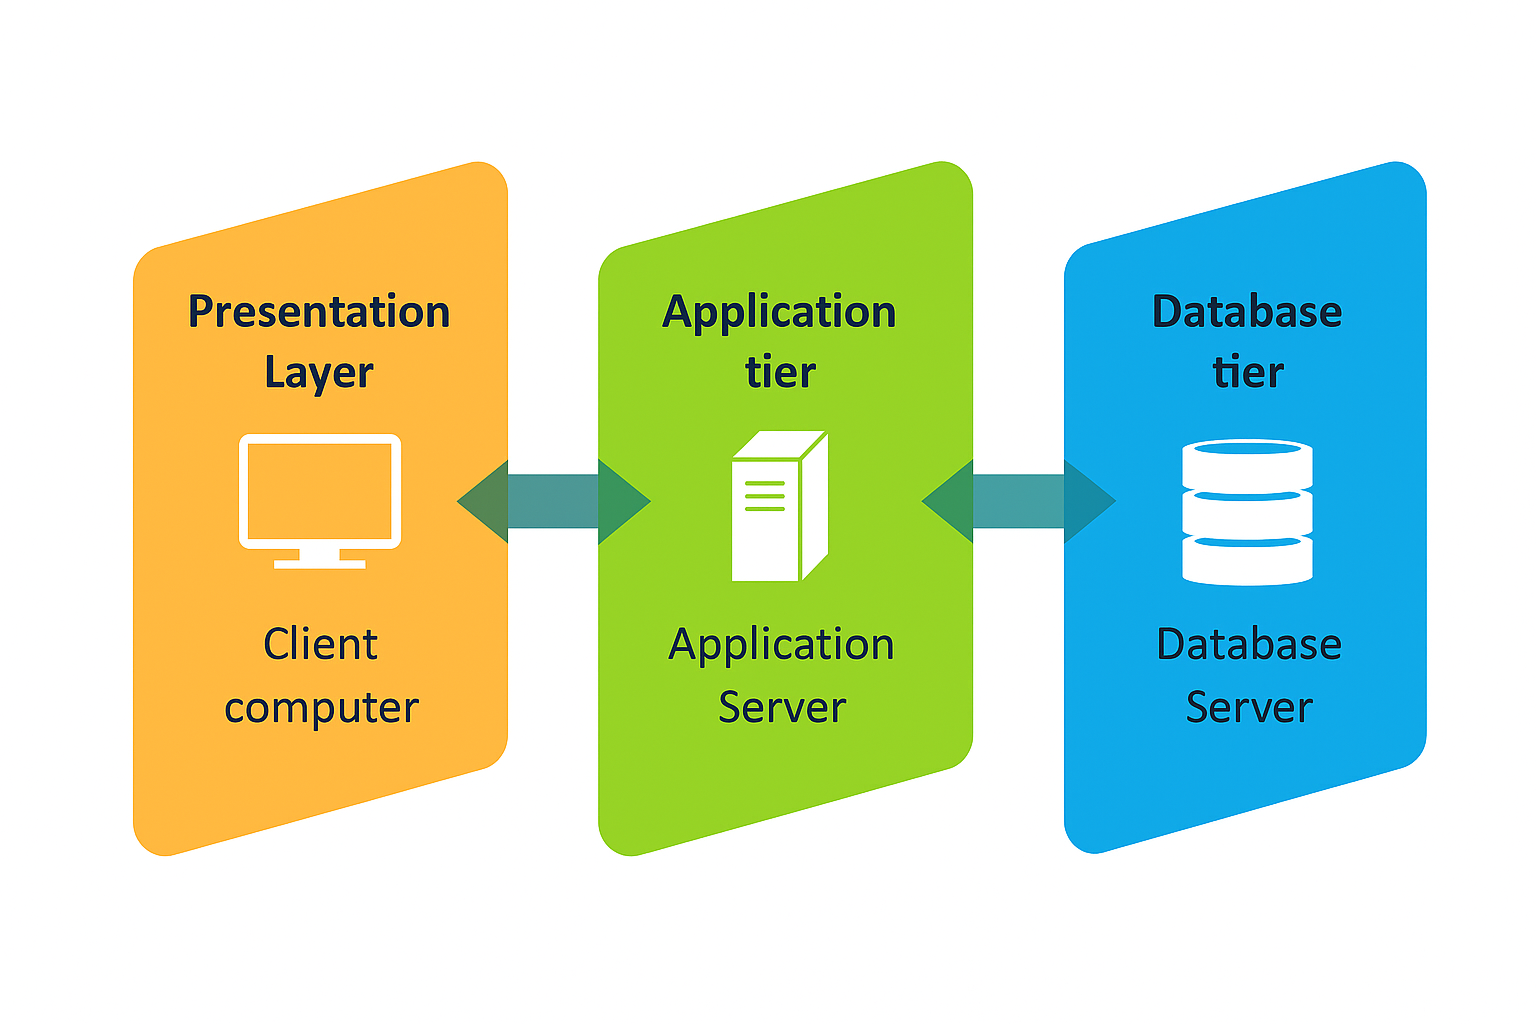 Presentation
Layer
Client
computer
Application
tier
Application
Server
Database
tier
Database
Server